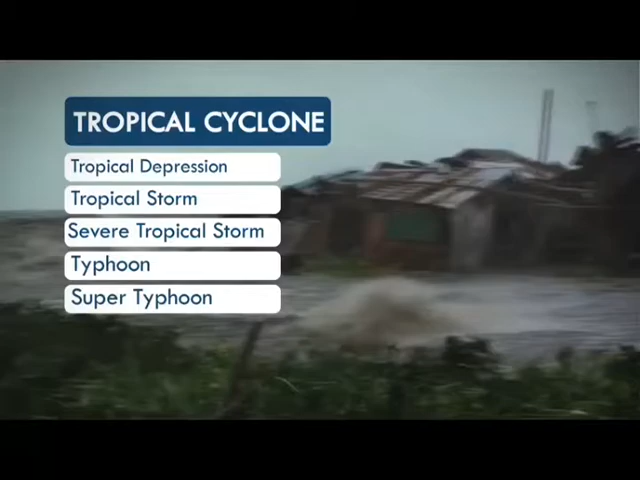 TROPICAL CYCLONE
Tropical Depression
Tropical Storm
Severe Tropical Storm
Typhoon
Super Typhoon